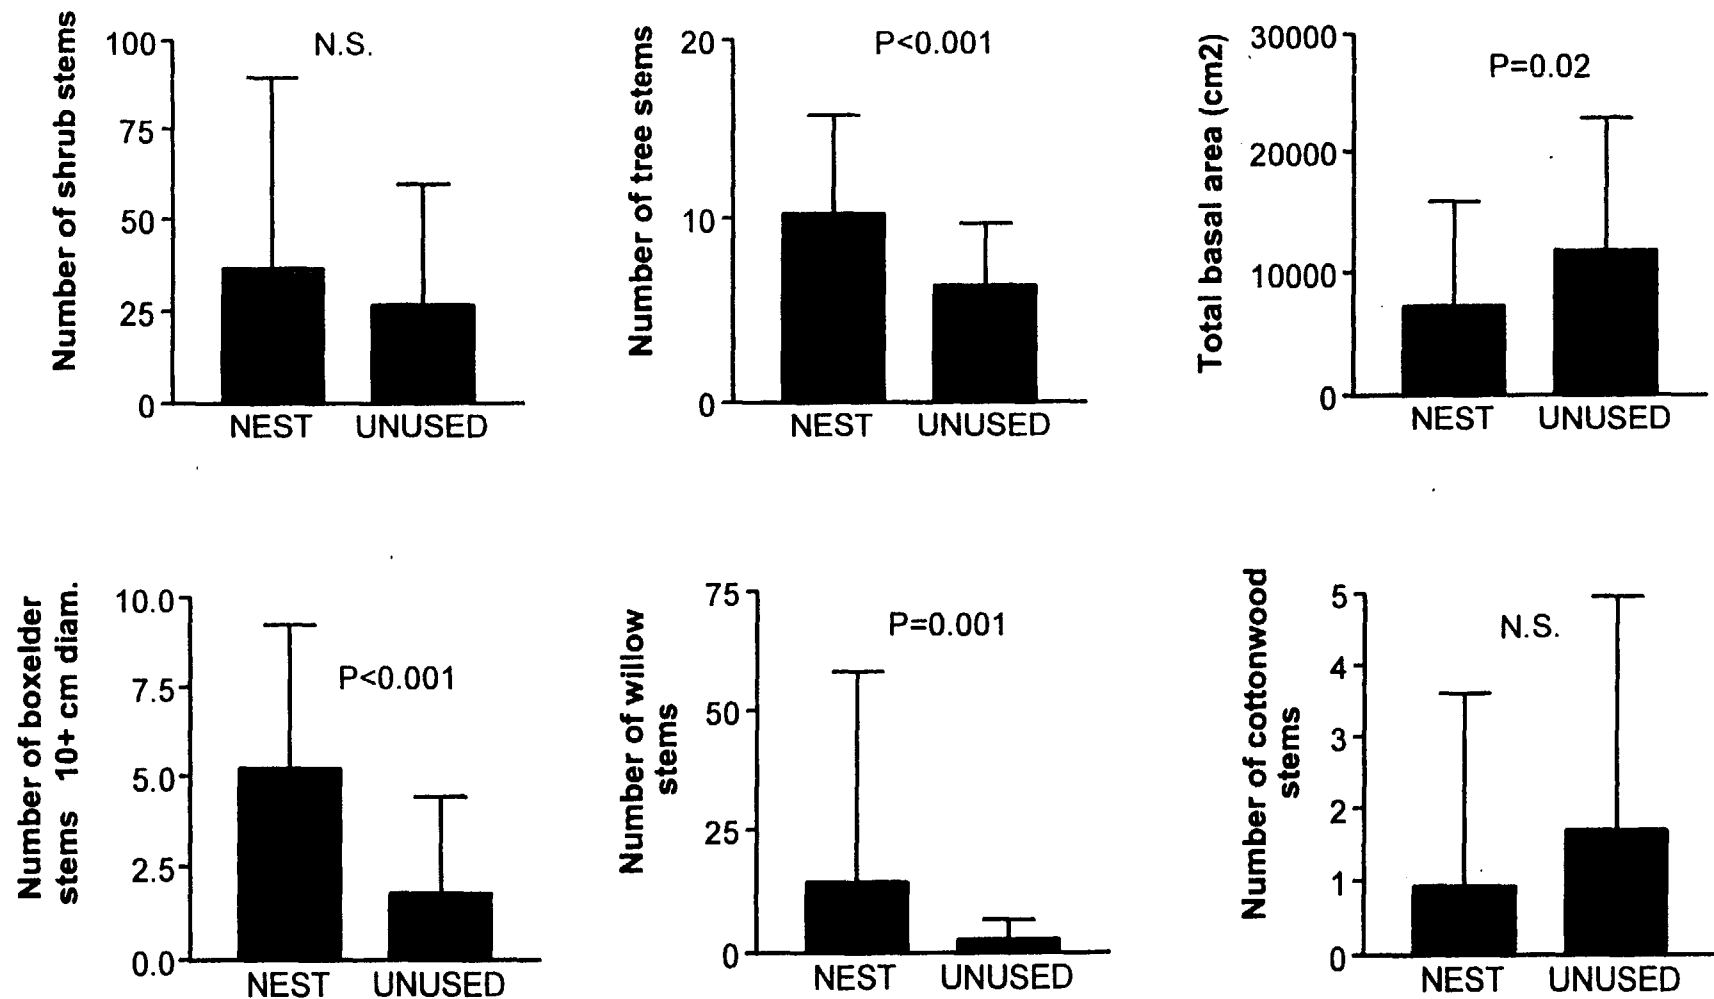 Number of shrub stems
100
75
50
25
0
N.S.
NEST UNUSED
Number of tree stems
20
10
0
P<0.001
NEST UNUSED
Total basal area (cm2)
30000
20000
10000
0
P=0.02
NEST UNUSED
Number of boxelder
stems 10+ cm diam.
10.0
7.5
5.0
2.5
0.0
P<0.001
NEST UNUSED
Number of willow
stems
75
50
25
0
P=0.001
NEST UNUSED
Number of cottonwood
stems
5
4
3
2
1
0
N.S.
NEST UNUSED